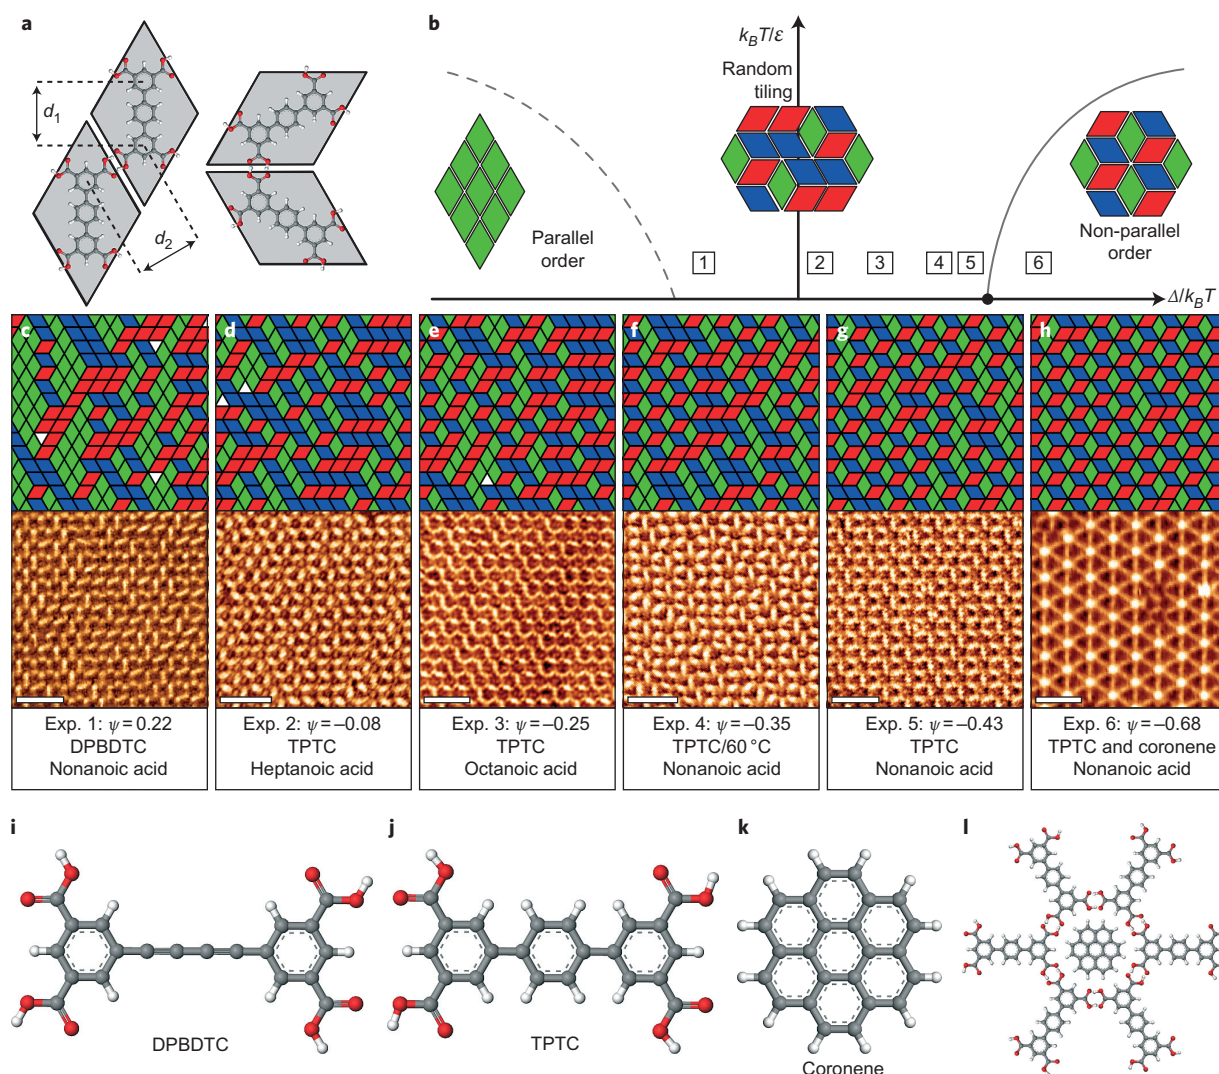 a
d1
d2
b
kBT/ε
Random
tiling
Parallel
order
Non-parallel
order
1
2
3
4
5
6
Δ/kBT
c
d
e
f
g
h
Exp. 1: ψ = 0.22
DPBDTC
Nonanoic acid
Exp. 2: ψ = –0.08
TPTC
Heptanoic acid
Exp. 3: ψ = –0.25
TPTC
Octanoic acid
Exp. 4: ψ = –0.35
TPTC/60 °C
Nonanoic acid
Exp. 5: ψ = –0.43
TPTC
Nonanoic acid
Exp. 6: ψ = –0.68
TPTC and coronene
Nonanoic acid
i
DPBDTC
j
TPTC
k
Coronene
l